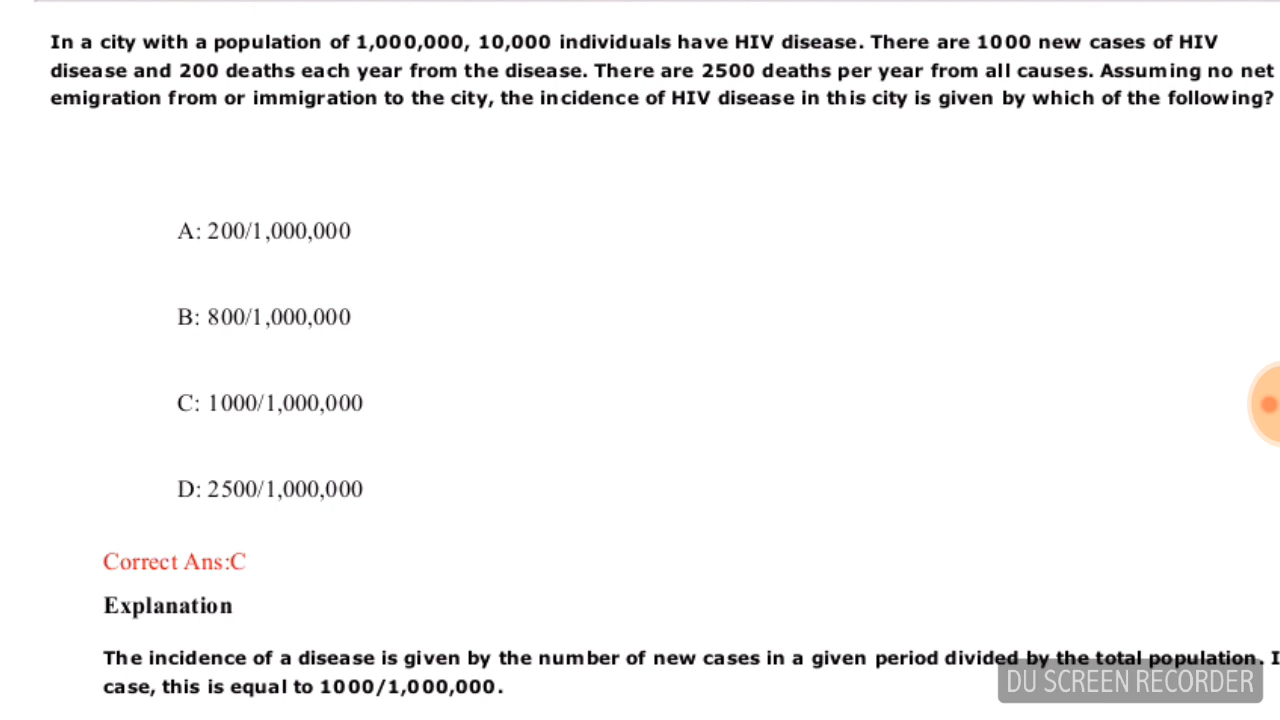 In a city with a population of 1,000,000, 10,000 individuals have HIV disease. There are 1000 new cases of HIV
disease and 200 deaths each year from the disease. There are 2500 deaths per year from all causes. Assuming no net
emigration from or immigration to the city, the incidence of HIV disease in this city is given by which of the following?
A: 200/1,000,000
B: 800/1,000,000
C: 1000/1,000,000
D: 2500/1,000,000
Correct Ans:C
Explanation
The incidence of a disease is given by the number of new cases in a given period divided by the total population.
case, this is equal to 1000/1,000,000.
DU SCREEN RECORDER